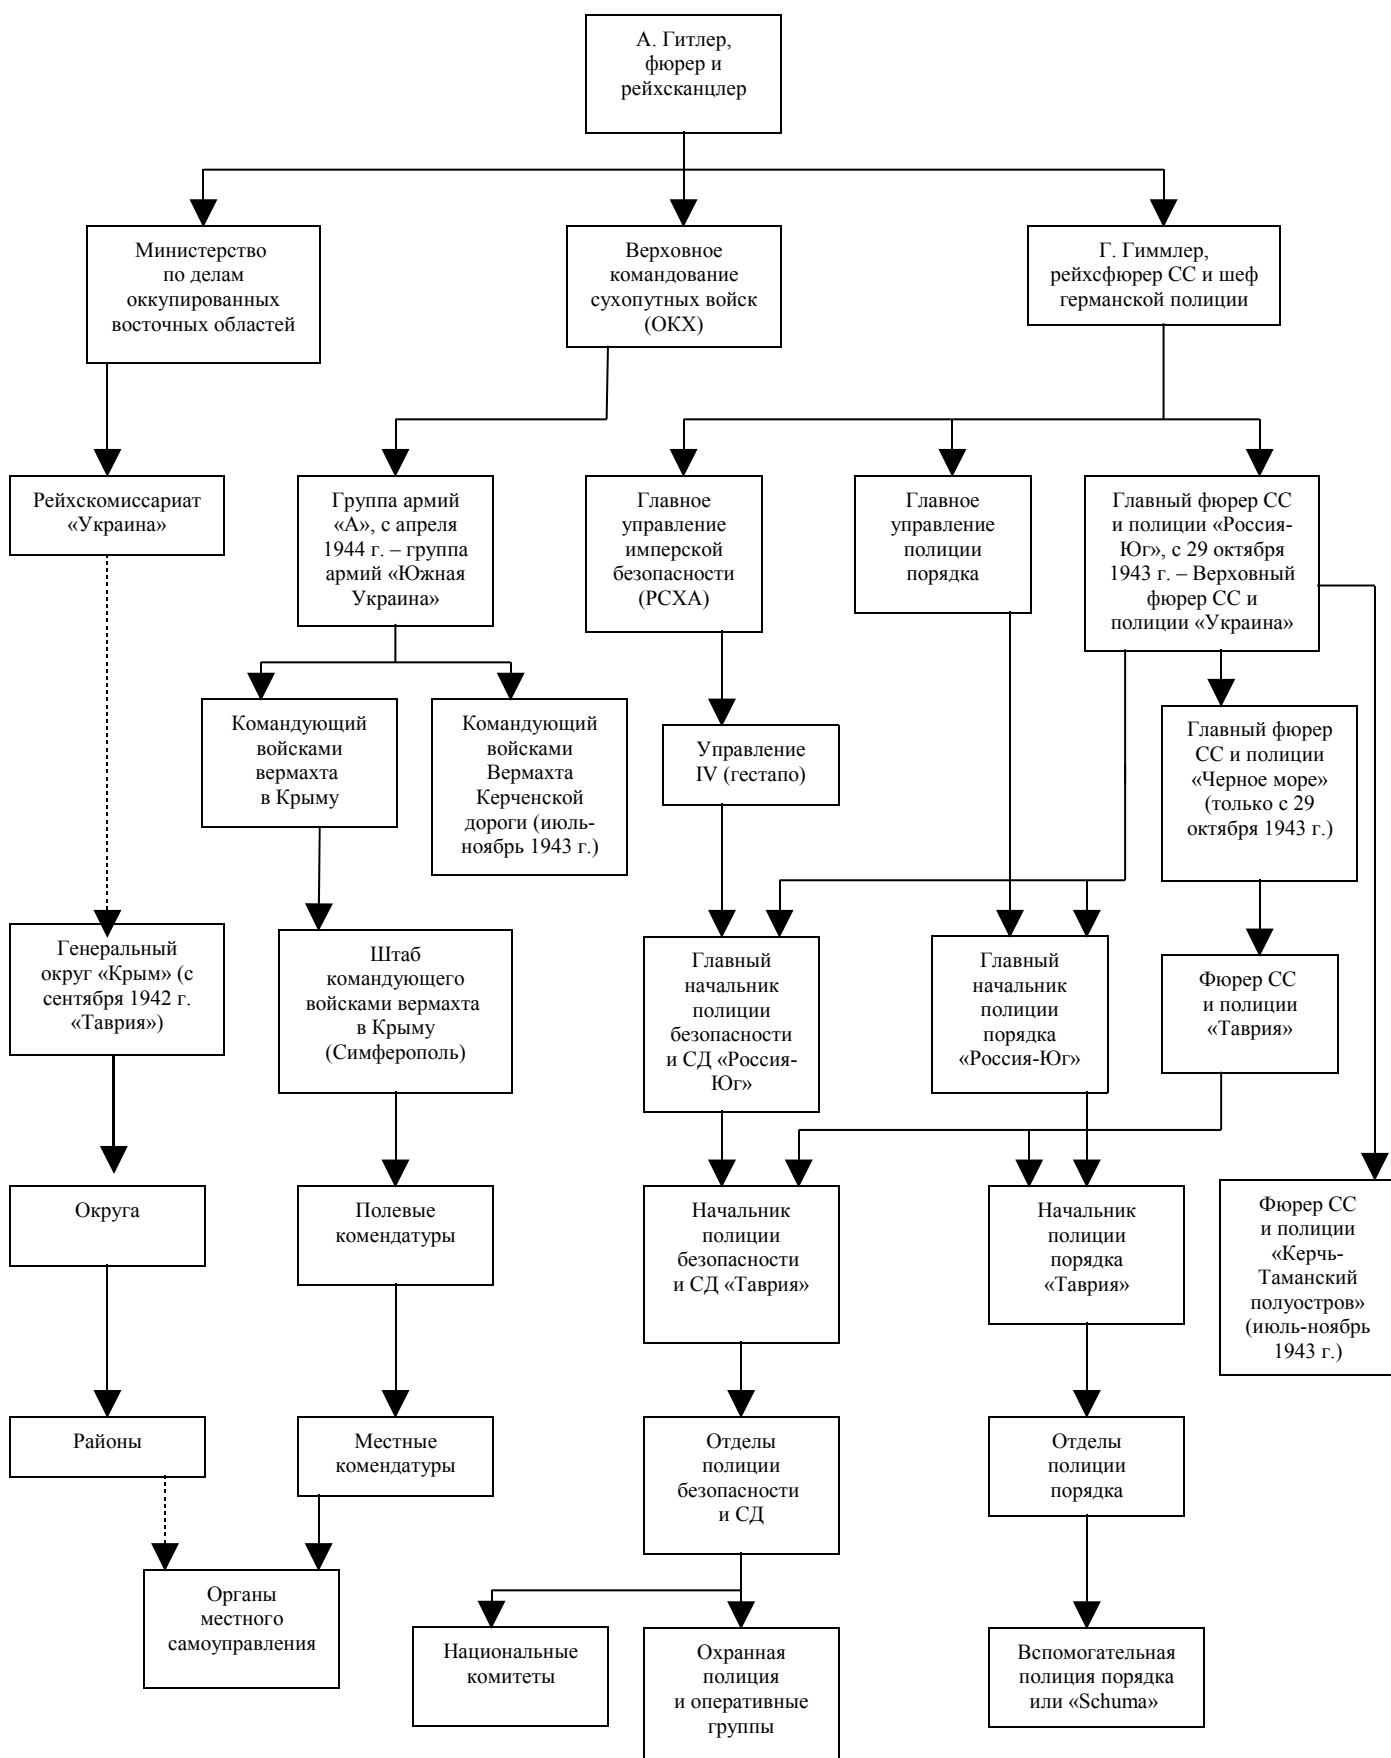 А. Гитлер,
фюрер и
рейхсканцлер
Министерство
по делам
оккупированных
восточных областей
Верховное
командование
сухопутных войск
(ОКХ)
Г. Гиммлер,
рейхсфюрер СС и шеф
германской полиции
Рейхскомиссариат
«Украина»
Группа армий
«А», с апреля
1944 г. – группа
армий «Южная
Украина»
Главное
управление
имперской
безопасности
(РСХА)
Главное
управление
полиции
порядка
Главный фюрер СС
и полиции «Россия-
Юг», с 29 октября
1943 г. – Верховный
фюрер СС и
полиции «Украина»
Командующий
войсками
вермахта
в Крыму
Командующий
войсками
Вермахта
Керченской
дороги (июль-
ноябрь 1943 г.)
Управление
IV (гестапо)
Главный фюрер
СС и полиции
«Черное море»
(только с 29
октября 1943 г.)
Генеральный
округ «Крым» (с
сентября 1942 г.
«Таврия»)
Штаб
командующего
войсками вермахта
в Крыму
(Симферополь)
Главный
начальник
полиции
безопасности
и СД «Россия-
Юг»
Главный
начальник
полиции
порядка
«Россия-Юг»
Фюрер СС
и полиции
«Таврия»
Округа
Полевые
комендатуры
Начальник
полиции
безопасности
и СД «Таврия»
Начальник
полиции
порядка
«Таврия»
Фюрер СС
и полиции
«Керчь-
Таманский
полуостров»
(июль-ноябрь
1943 г.)
Районы
Местные
комендатуры
Отделы
полиции
безопасности
и СД
Отделы
полиции
порядка
Органы
местного
самоуправления
Национальные
комитеты
Охранная
полиция
и оперативные
группы
Вспомогательная
полиция порядка
или «Schuma»